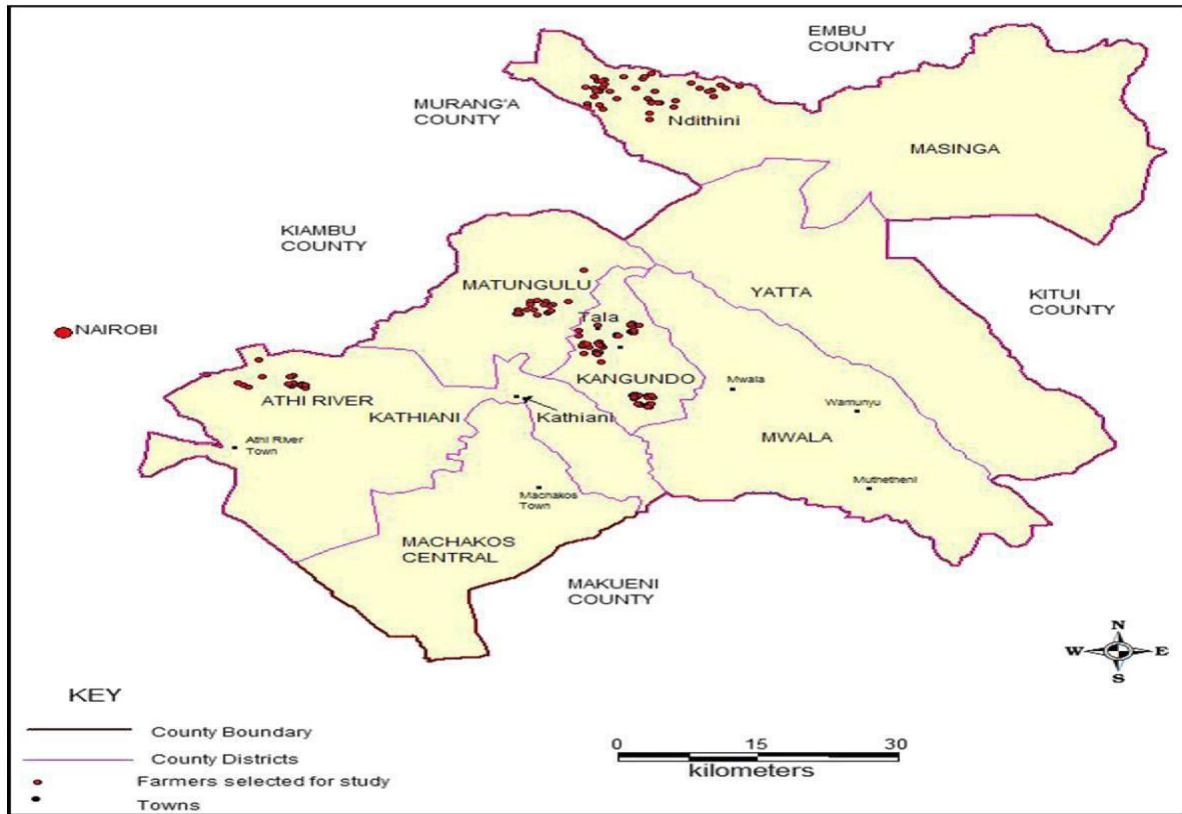 EMBU
COUNTY
MURANG'A
COUNTY
Ndithini
MASINGA
KIAMBU
COUNTY
MATUNGULU
YATTA
KITUI
COUNTY
NAIROBI
Tala
KANGUNDO
Mwala
ATHI RIVER
KATHIANI
Kathiani
Wamunyu
MWALA
Athi River
Town
Muthetheni
Machakos
Town
MACHAKOS
CENTRAL
MAKUENI
COUNTY
N
W E
S
KEY
County Boundary
County Districts
Farmers selected for study
Towns
0 15 30
kilometers